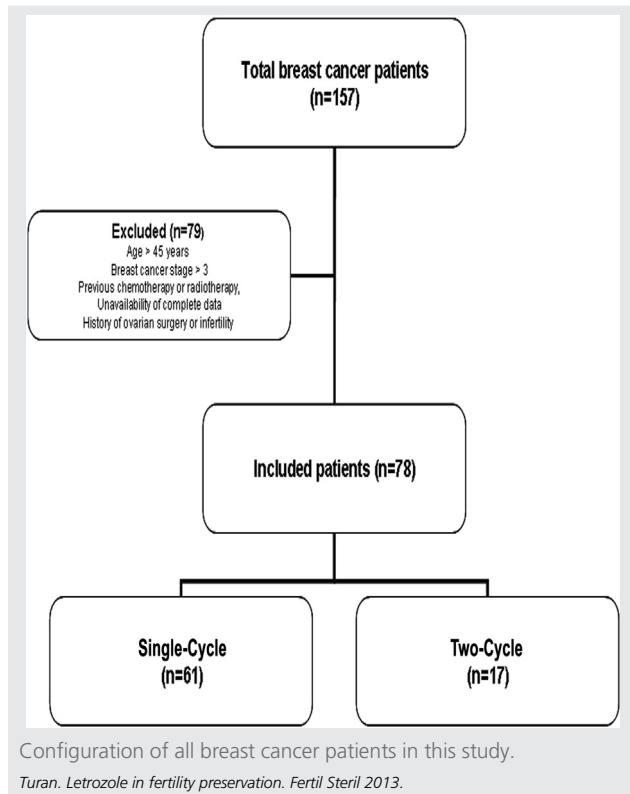 Total breast cancer patients
(n=157)
Excluded (n=79)
Age > 45 years
Breast cancer stage > 3
Previous chemotherapy or radiotherapy,
Unavailability of complete data
History of ovarian surgery or infertility
Included patients (n=78)
Single-Cycle
(n=61)
Two-Cycle
(n=17)
Configuration of all breast cancer patients in this study.
Turan. Letrozole in fertility preservation. Fertil Steril 2013.